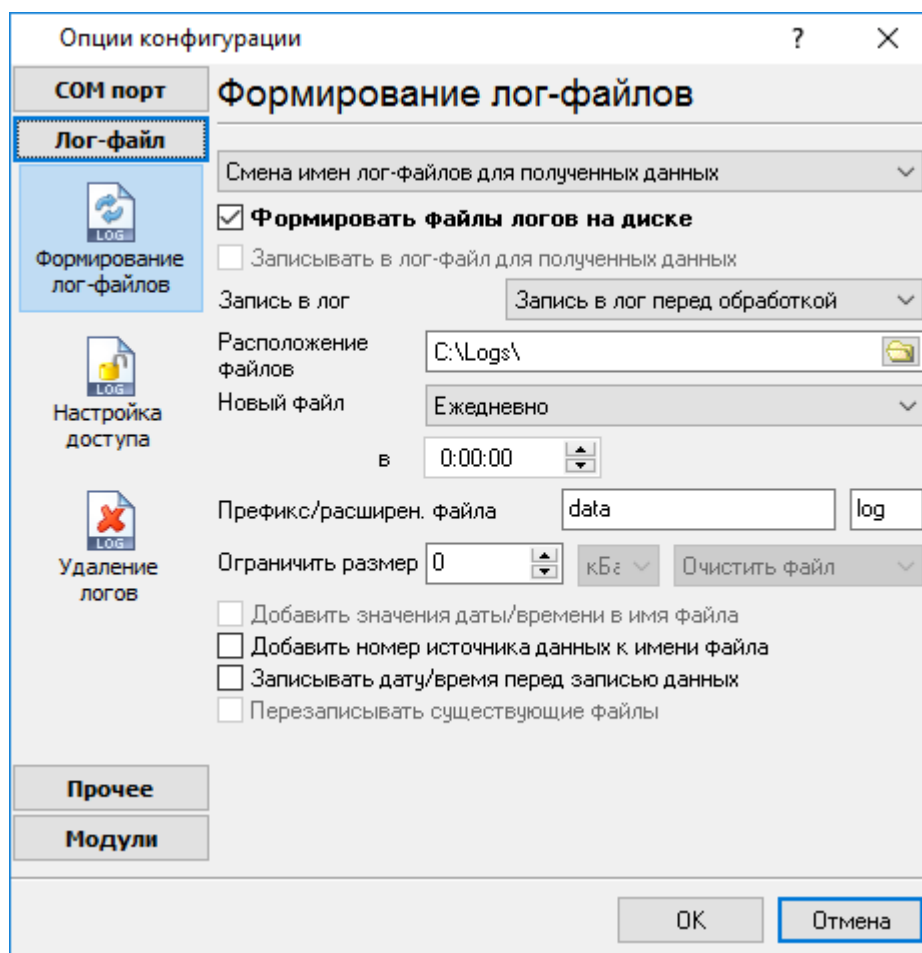 Опции конфигурации
?
COM порт
Лог-файл
LOG
Формирование
лог-файлов
LOG
Настройка
доступа
LOG
Удаление
логов
Прочее
Модули
Формирование лог-файлов
Смена имен лог-файлов для полученных данных
Формировать файлы логов на диске
Записывать в лог-файл для полученных данных
Запись в лог
Запись в лог перед обработкой
Расположение
файлов
C:\Logs\
Новый файл
Ежедневно
в
0:00:00
Префикс/расширен. файла
data
log
Ограничить размер
0
кБа
Очистить файл
Добавить значения даты/времени в имя файла
Добавить номер источника данных к имени файла
Записывать дату/время перед записью данных
Перезаписывать существующие файлы
OK
Отмена